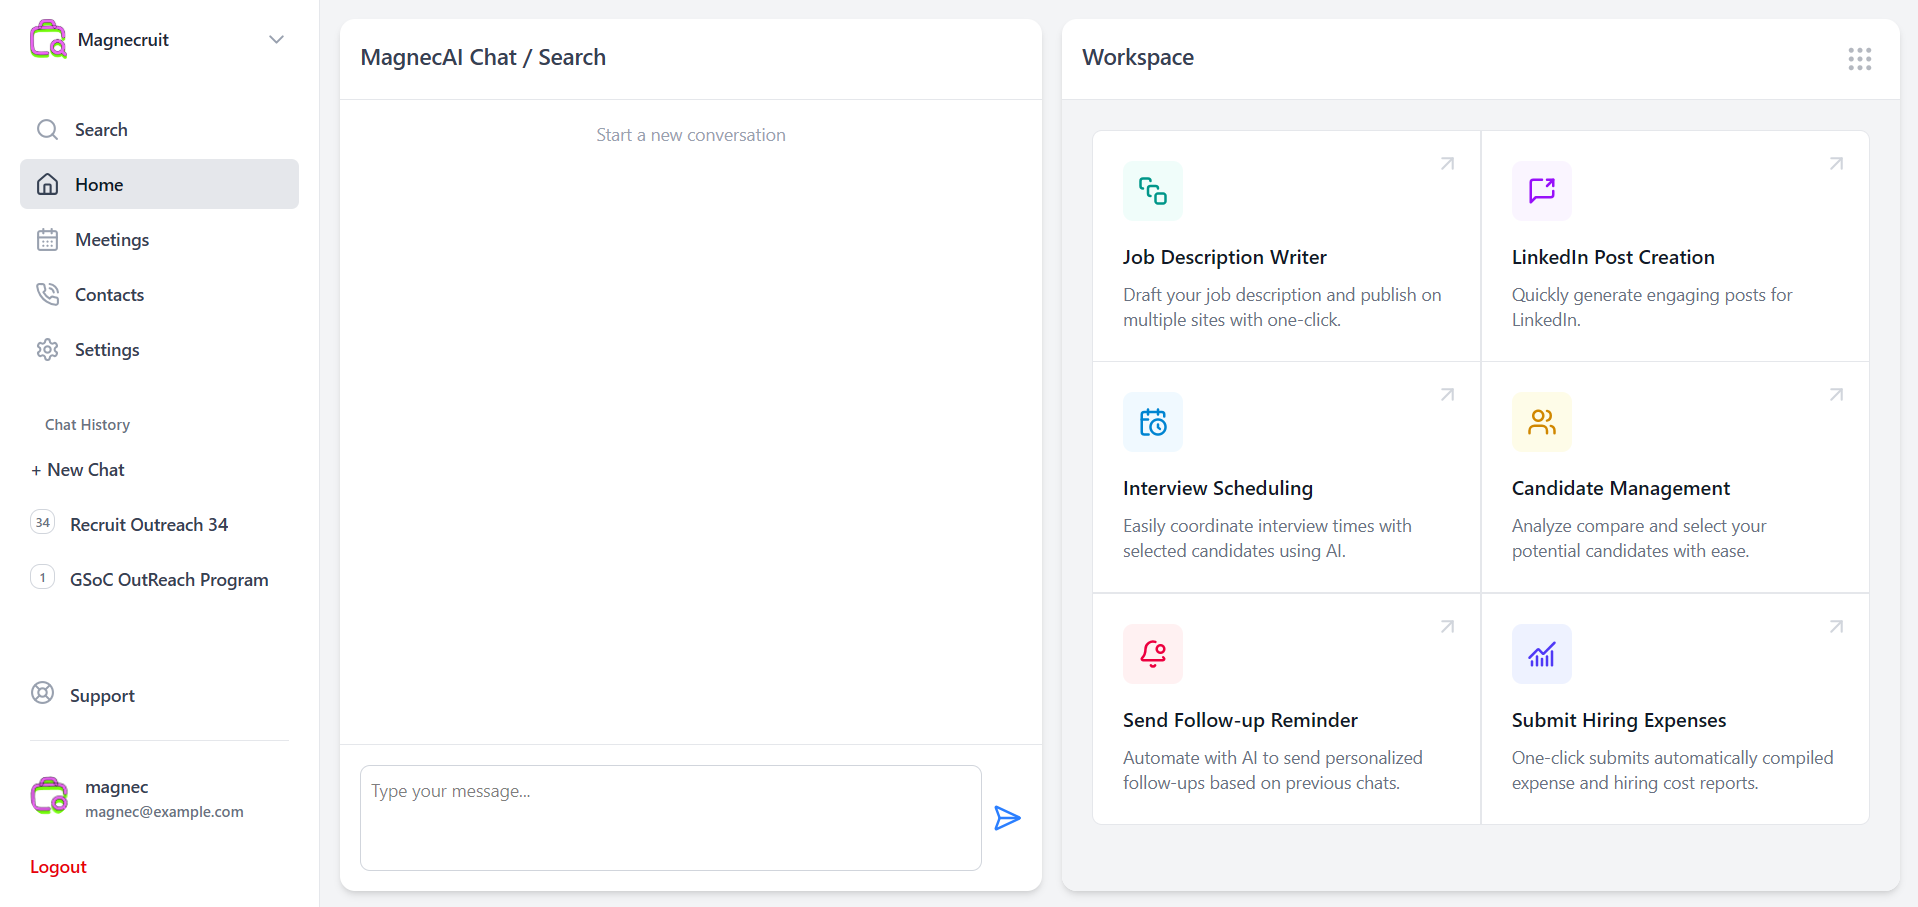 Magnecruit
Search
Home
Meetings
Contacts
Settings
Chat History
+ New Chat
34 Recruit Outreach 34
1 GSoC OutReach Program
Support
magnec
magnec@example.com
Logout
MagnecAI Chat / Search
Start a new conversation
Type your message...
Workspace
Job Description Writer
Draft your job description and publish on
multiple sites with one-click.
LinkedIn Post Creation
Quickly generate engaging posts for
LinkedIn.
Interview Scheduling
Easily coordinate interview times with
selected candidates using AI.
Candidate Management
Analyze compare and select your
potential candidates with ease.
Send Follow-up Reminder
Automate with AI to send personalized
follow-ups based on previous chats.
Submit Hiring Expenses
One-click submits automatically compiled
expense and hiring cost reports.